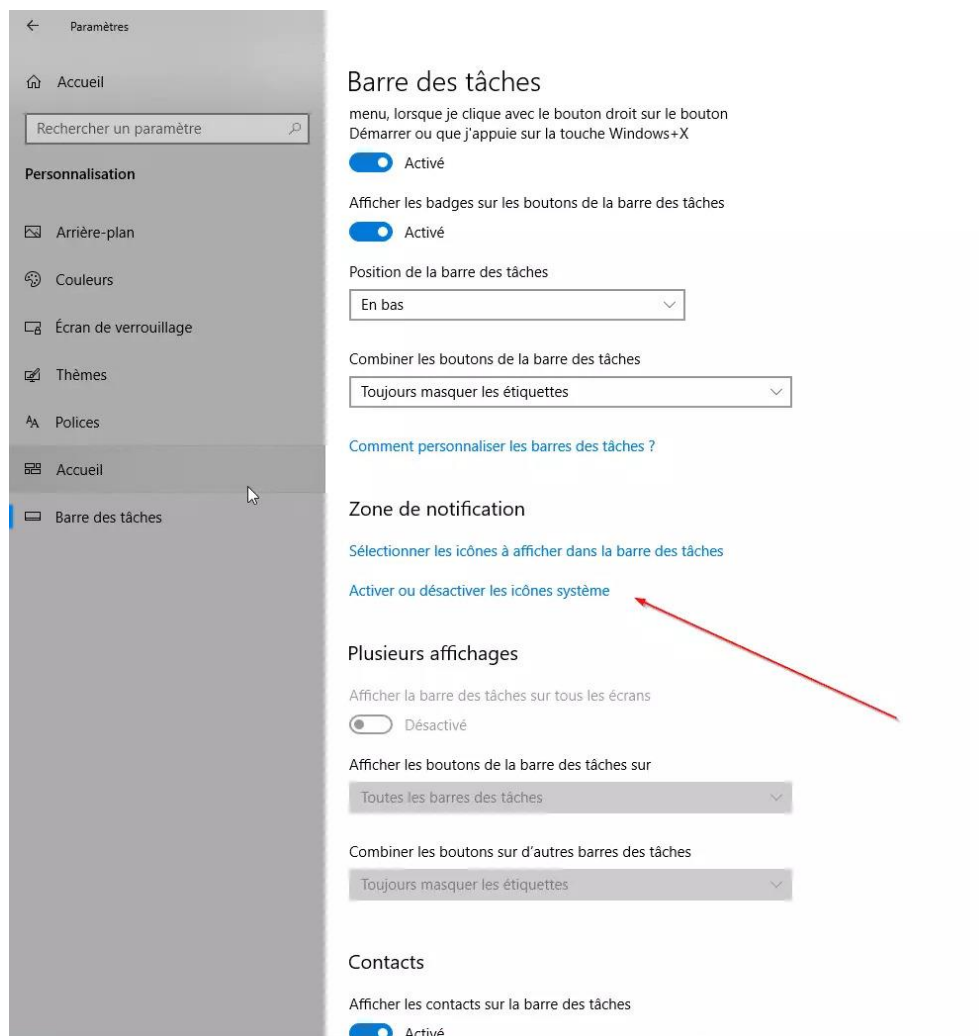 Paramètres
Accueil
Rechercher un paramètre
Personnalisation
Arrière-plan
Couleurs
Écran de verrouillage
Thèmes
Polices
Accueil
Barre des tâches
Barre des tâches
menu, lorsque je clique avec le bouton droit sur le bouton
Démarrer ou que j'appuie sur la touche Windows+X
Activé
Afficher les badges sur les boutons de la barre des tâches
Activé
Position de la barre des tâches
En bas
Combiner les boutons de la barre des tâches
Toujours masquer les étiquettes
Comment personnaliser les barres des tâches ?
Zone de notification
Sélectionner les icônes à afficher dans la barre des tâches
Activer ou désactiver les icônes système
Plusieurs affichages
Afficher la barre des tâches sur tous les écrans
Désactivé
Afficher les boutons de la barre des tâches sur
Toutes les barres des tâches
Combiner les boutons sur d'autres barres des tâches
Toujours masquer les étiquettes
Contacts
Afficher les contacts sur la barre des tâches
Activé